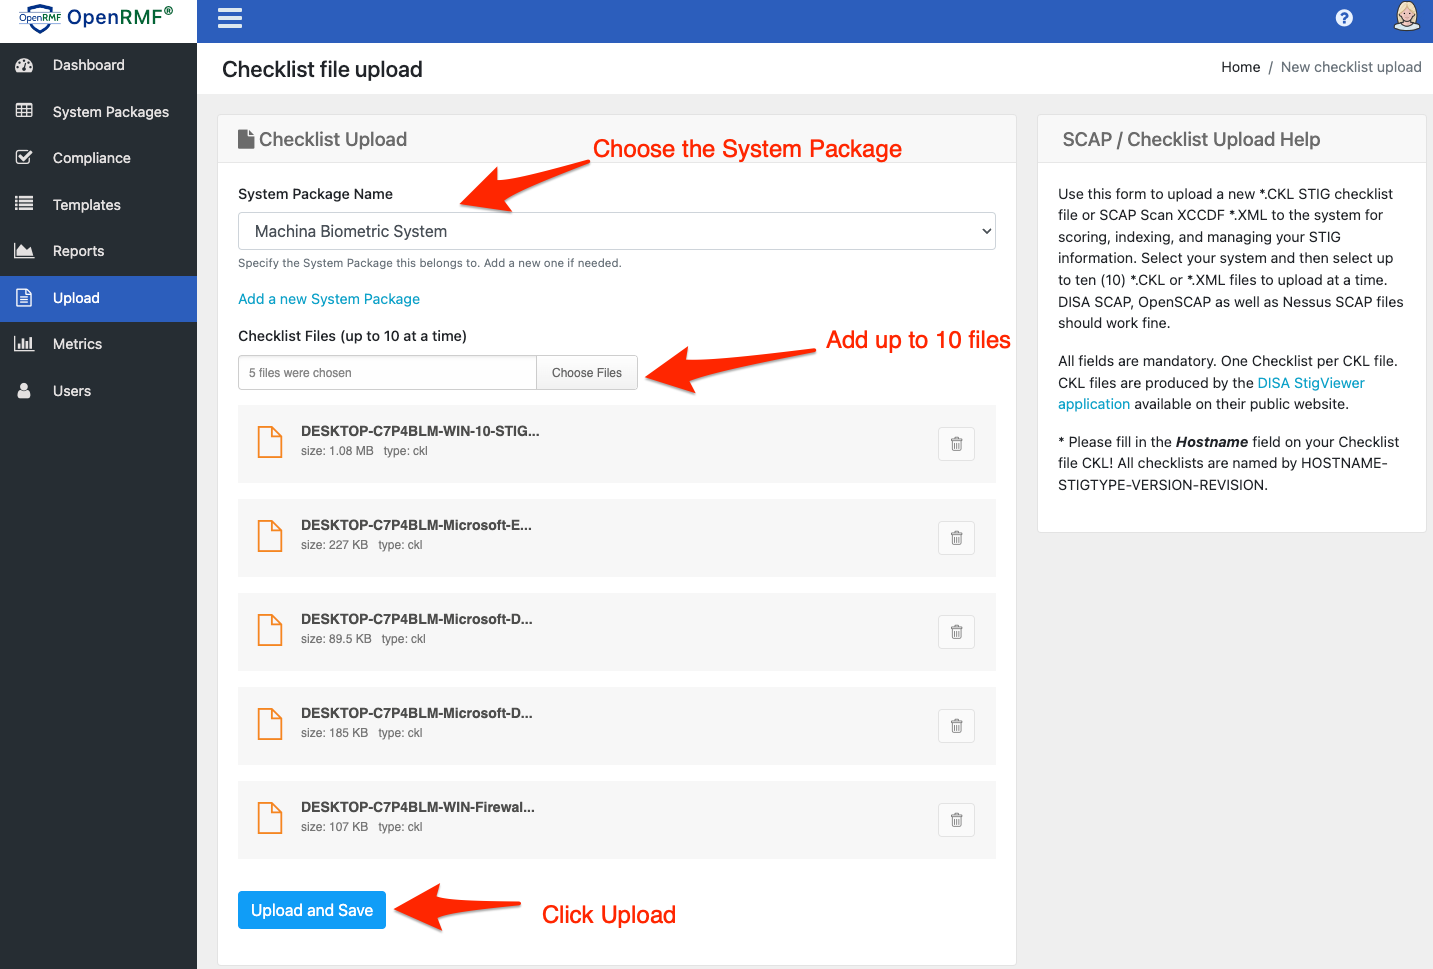 OpenRMF OpenRMF®
Dashboard
System Packages
Compliance
Templates
Reports
Upload
Metrics
Users
?
Checklist file upload
Home / New checklist upload
Checklist Upload
Choose the System Package
System Package Name
Machina Biometric System
Specify the System Package this belongs to. Add a new one if needed.
Add a new System Package
Checklist Files (up to 10 at a time)
Add up to 10 files
5 files were chosen
Choose Files
DESKTOP-C7P4BLM-WIN-10-STIG...
size: 1.08 MB type: ckl
DESKTOP-C7P4BLM-Microsoft-E...
size: 227 KB type: ckl
DESKTOP-C7P4BLM-Microsoft-D...
size: 89.5 KB type: ckl
DESKTOP-C7P4BLM-Microsoft-D...
size: 185 KB type: ckl
DESKTOP-C7P4BLM-WIN-Firewal...
size: 107 KB type: ckl
Upload and Save
Click Upload
SCAP / Checklist Upload Help
Use this form to upload a new *.CKL STIG checklist
file or SCAP Scan XCCDF *.XML to the system for
scoring, indexing, and managing your STIG
information. Select your system and then select up
to ten (10) *.CKL or *.XML files to upload at a time.
DISA SCAP, OpenSCAP as well as Nessus SCAP files
should work fine.
All fields are mandatory. One Checklist per CKL file.
CKL files are produced by the DISA StigViewer
application available on their public website.
* Please fill in the Hostname field on your Checklist
file CKL! All checklists are named by HOSTNAME-
STIGTYPE-VERSION-REVISION.